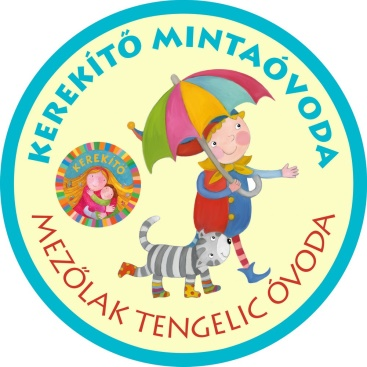 KEREKÍTŐ MINTAÓVODA
KEREKÍTŐ
MEZŐLAK TENGELIC ÓVODA